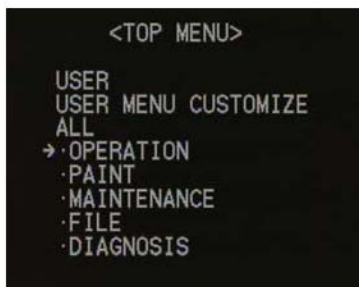 <TOP MENU>
USER
USER MENU CUSTOMIZE
ALL
→·OPERATION
·PAINT
·MAINTENANCE
·FILE
·DIAGNOSIS